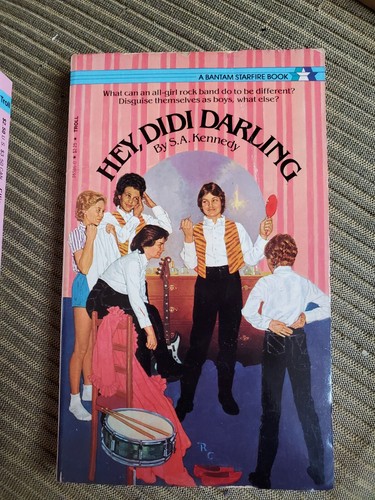 A BANTAM STARFIRE BOOK
What can an all-girl rock band do to be different?
Disguise themselves as boys, what else?
HEY, DIDI DARLING
By S.A. Kennedy
TROLL